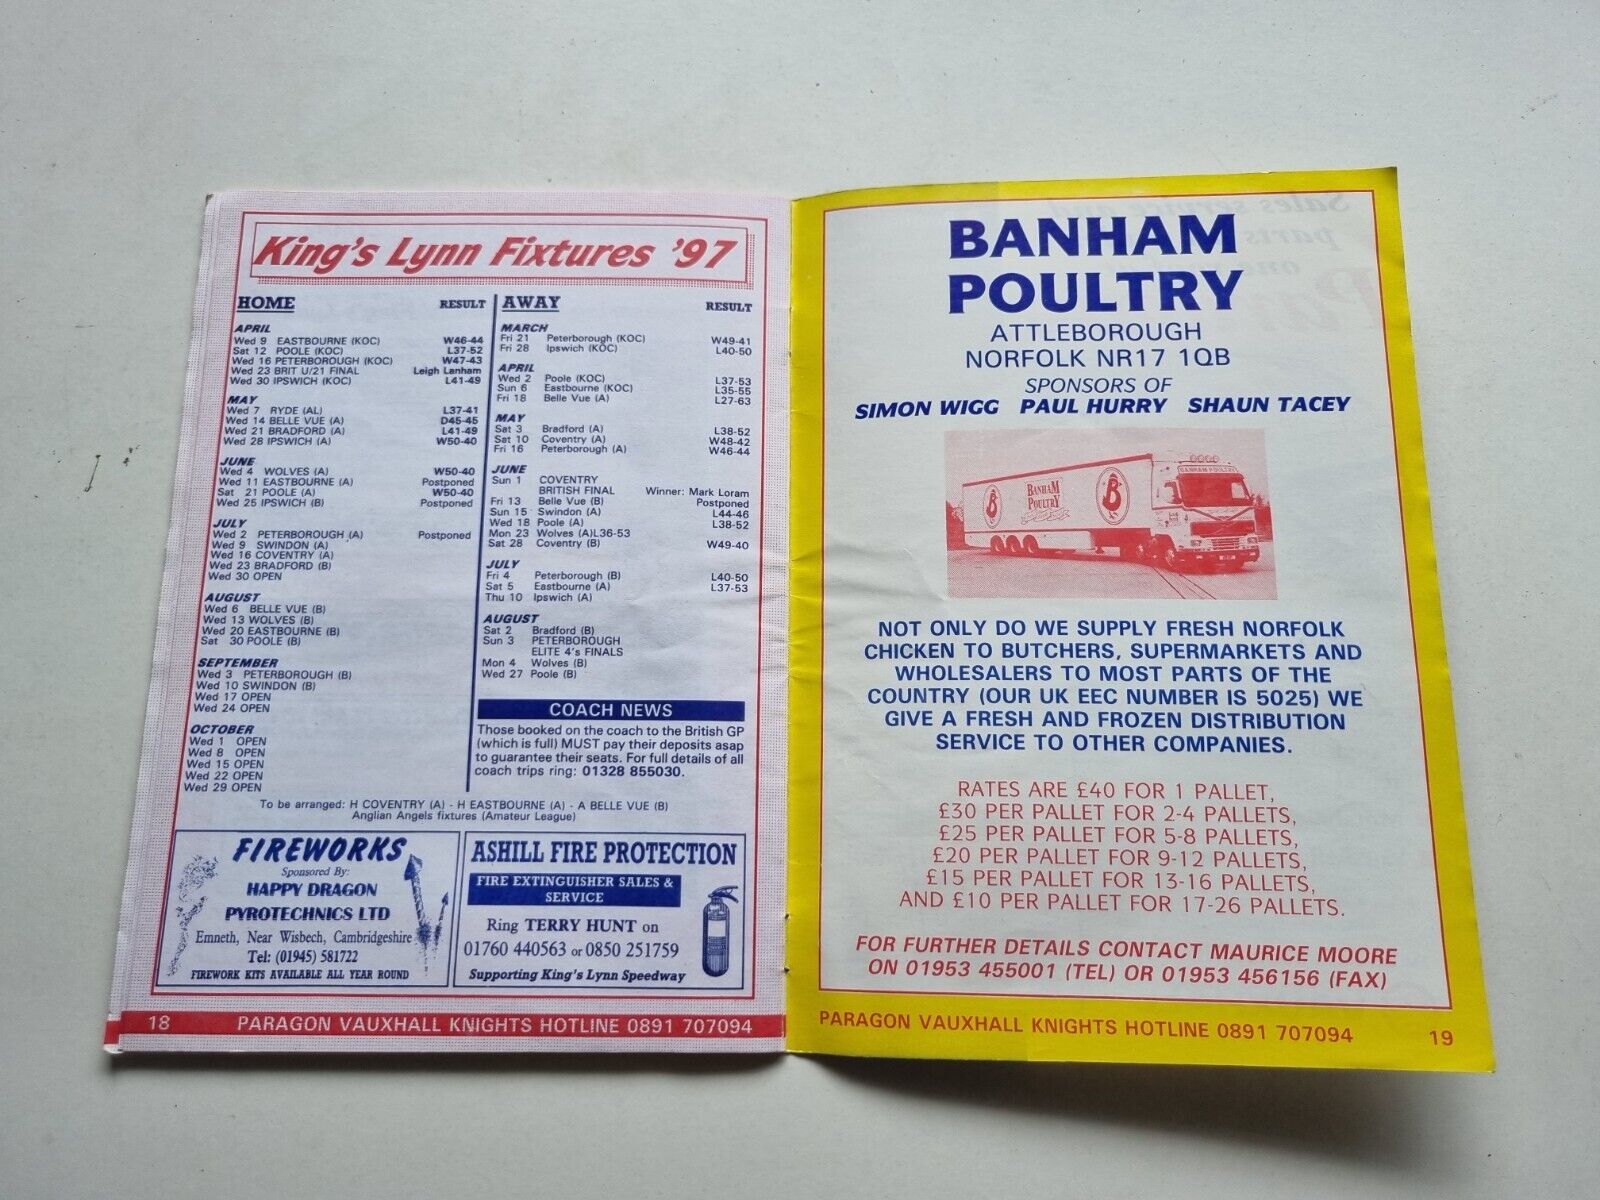 King's Lynn Fixtures '97
HOME RESULT
APRIL
Wed 9 EASTBOURNE (KOC) W46-44
Sat 12 POOLE (KOC) L37-52
Wed 16 PETERBOROUGH (KOC) W47-43
Wed 23 BRIT U/21 FINAL Leigh Lanham
Wed 30 IPSWICH (KOC) L41-49
MAY
Wed 7 RYDE (AL) L37-41
Wed 14 BELLE VUE (A) D45-45
Wed 21 BRADFORD (A) L41-49
Wed 28 IPSWICH (A) W50-40
JUNE
Wed 4 WOLVES (A) W50-40
Wed 11 EASTBOURNE (A) Postponed
Sat 21 POOLE (A) W50-40
Wed 25 IPSWICH (B) Postponed
JULY
Wed 2 PETERBOROUGH (A) Postponed
Wed 9 SWINDON (A)
Wed 16 COVENTRY (A)
Wed 23 BRADFORD (B)
Wed 30 OPEN
AUGUST
Wed 6 BELLE VUE (B)
Wed 13 WOLVES (B)
Wed 20 EASTBOURNE (B)
Sat 30 POOLE (B)
SEPTEMBER
Wed 3 PETERBOROUGH (B)
Wed 10 SWINDON (B)
Wed 17 OPEN
Wed 24 OPEN
OCTOBER
Wed 1 OPEN
Wed 8 OPEN
Wed 15 OPEN
Wed 22 OPEN
Wed 29 OPEN
AWAY RESULT
MARCH
Fri 21 Peterborough (KOC) W49-41
Fri 28 Ipswich (KOC) L40-50
APRIL
Wed 2 Poole (KOC) L37-53
Sun 6 Eastbourne (KOC) L35-55
Fri 18 Belle Vue (A) L27-63
MAY
Sat 3 Bradford (A) L38-52
Sat 10 Coventry (A) W48-42
Fri 16 Peterborough (A) W46-44
JUNE
Sun 1 COVENTRY
BRITISH FINAL Winner: Mark Loram
Fri 13 Belle Vue (B) Postponed
Sun 15 Swindon (A) L44-46
Wed 18 Poole (A) L38-52
Mon 23 Wolves (A)L36-53
Sat 28 Coventry (B) W49-40
JULY
Fri 4 Peterborough (B) L40-50
Sat 5 Eastbourne (A) L37-53
Thu 10 Ipswich (A)
AUGUST
Sat 2 Bradford (B)
Sun 3 PETERBOROUGH
ELITE 4's FINALS
Mon 4 Wolves (B)
Wed 27 Poole (B)
COACH NEWS
Those booked on the coach to the British GP
(which is full) MUST pay their deposits asap
to guarantee their seats. For full details of all
coach trips ring: 01328 855030.
To be arranged: H COVENTRY (A) - H EASTBOURNE (A) - A BELLE VUE (B)
Anglian Angels fixtures (Amateur League)
FIREWORKS
Sponsored By:
HAPPY DRAGON
PYROTECHNICS LTD
Emneth, Near Wisbech, Cambridgeshire
Tel: (01945) 581722
FIREWORK KITS AVAILABLE ALL YEAR ROUND
ASHILL FIRE PROTECTION
FIRE EXTINGUISHER SALES &
SERVICE
Ring TERRY HUNT on
01760 440563 or 0850 251759
Supporting King's Lynn Speedway
18 PARAGON VAUXHALL KNIGHTS HOTLINE 0891 707094
BANHAM
POULTRY
ATTLEBOROUGH
NORFOLK NR17 1QB
SPONSORS OF
SIMON WIGG PAUL HURRY SHAUN TACEY
BANHAM POULTRY
BANHAM
POULTRY
B
B
NOT ONLY DO WE SUPPLY FRESH NORFOLK
CHICKEN TO BUTCHERS, SUPERMARKETS AND
WHOLESALERS TO MOST PARTS OF THE
COUNTRY (OUR UK EEC NUMBER IS 5025) WE
GIVE A FRESH AND FROZEN DISTRIBUTION
SERVICE TO OTHER COMPANIES.
RATES ARE £40 FOR 1 PALLET,
£30 PER PALLET FOR 2-4 PALLETS,
£25 PER PALLET FOR 5-8 PALLETS,
£20 PER PALLET FOR 9-12 PALLETS,
£15 PER PALLET FOR 13-16 PALLETS,
AND £10 PER PALLET FOR 17-26 PALLETS.
FOR FURTHER DETAILS CONTACT MAURICE MOORE
ON 01953 455001 (TEL) OR 01953 456156 (FAX)
PARAGON VAUXHALL KNIGHTS HOTLINE 0891 707094 19